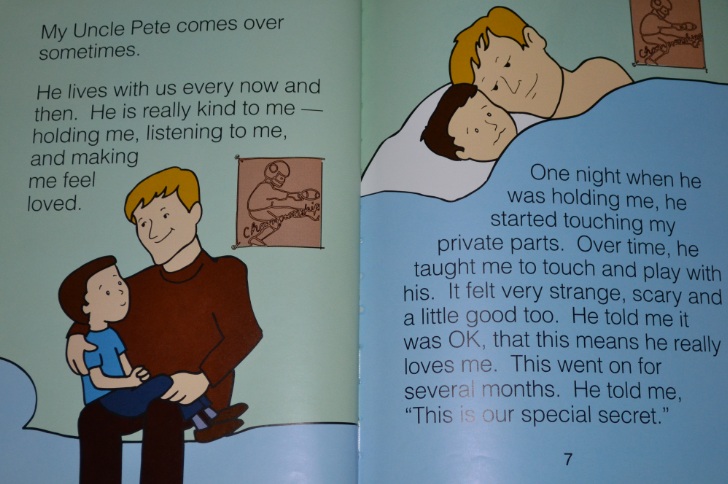 My Uncle Pete comes over
sometimes.
He lives with us every now and
then. He is really kind to me —
holding me, listening to me,
and making
me feel
loved.
Championship
Championship
One night when he
was holding me, he
started touching my
private parts. Over time, he
taught me to touch and play with
his. It felt very strange, scary and
a little good too. He told me it
was OK, that this means he really
loves me. This went on for
several months. He told me,
“This is our special secret.”
7